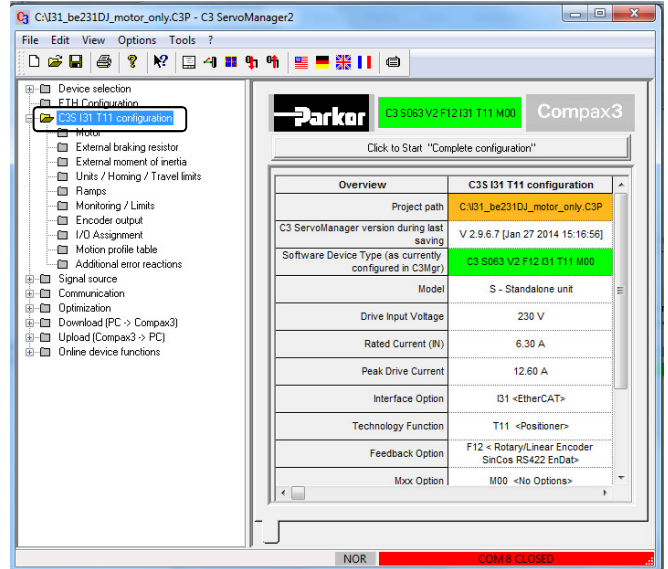 C:\I31_be231DJ_motor_only.C3P - C3 ServoManager2
File Edit View Options Tools ?
Device selection
ETH Configuration
C3S I31 T11 configuration
Motor
External braking resistor
External moment of inertia
Units / Homing / Travel limits
Ramps
Monitoring / Limits
Encoder output
I/O Assignment
Motion profile table
Additional error reactions
Signal source
Communication
Optimization
Download (PC -> Compax3)
Upload (Compax3 -> PC)
Online device functions
Parker
C3 S063 V2 F12 I31 T11 M00
Compax3
Click to Start "Complete configuration"
Overview C3S I31 T11 configuration
Project path C:\I31_be231DJ_motor_only.C3P
C3 ServoManager version during last
saving
V 2.9.6.7 [Jan 27 2014 15:16:56]
Software Device Type (as currently
configured in C3Mgr)
C3 S063 V2 F12 I31 T11 M00
Model S - Standalone unit
Drive Input Voltage 230 V
Rated Current (IN) 6.30 A
Peak Drive Current 12.60 A
Interface Option I31 <EtherCAT>
Technology Function T11 <Positioner>
Feedback Option
F12 < Rotary/Linear Encoder
SinCos RS422 EnDat>
Mxx Option M00 <No Options>
NOR COM 8 CLOSED